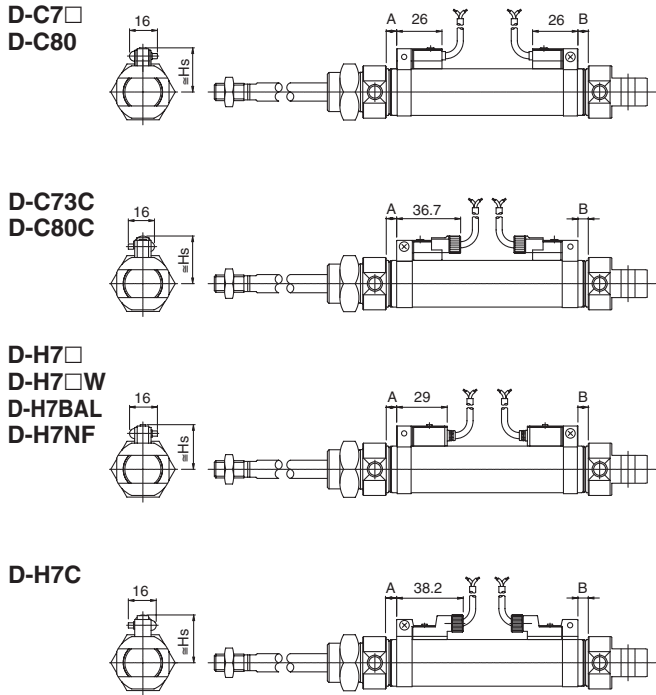 D-C7□
D-C80
16
≅Hs
A
26
26
B
D-C73C
D-C80C
16
≅Hs
A
36.7
B
D-H7□
D-H7□W
D-H7BAL
D-H7NF
16
≅Hs
A
29
B
D-H7C
16
≅Hs
A
38.2
B